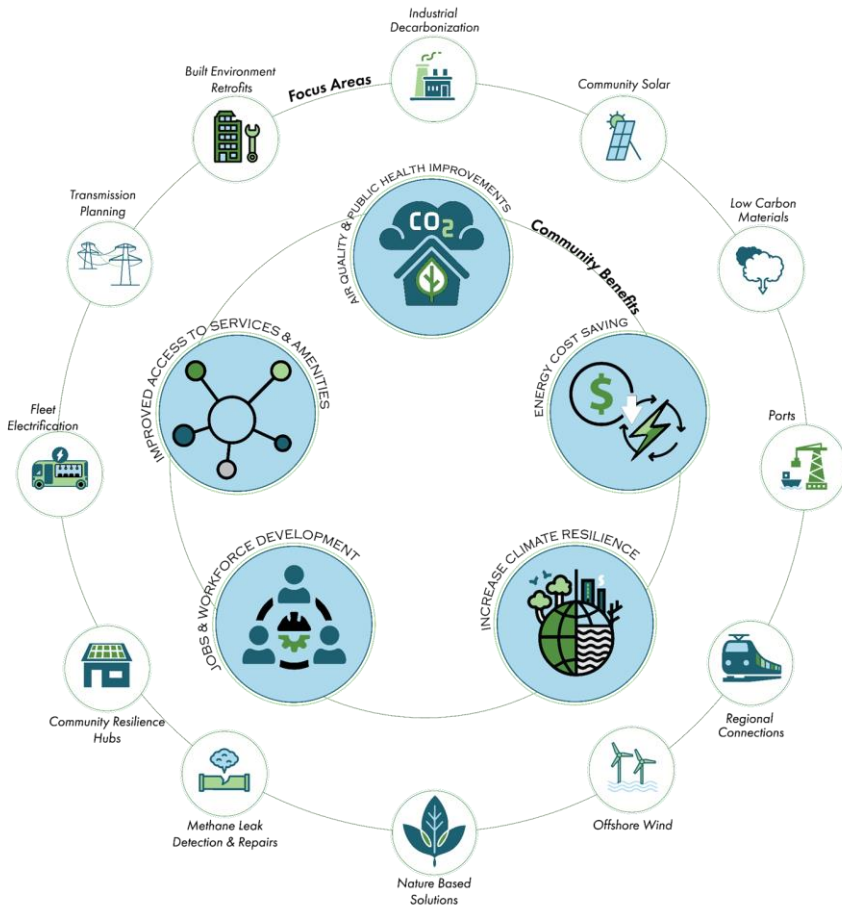 Industrial
Decarbonization
Built Environment
Retrofits
Focus Areas
Community Solar
Transmission
Planning
AIR QUALITY & PUBLIC HEALTH IMPROVEMENTS
CO2
Community Benefits
Low Carbon
Materials
IMPROVED ACCESS TO SERVICES & AMENITIES
ENERGY COST SAVING
$
Fleet
Electrification
Ports
JOBS & WORKFORCE DEVELOPMENT
INCREASE CLIMATE RESILIENCE
Community Resilience
Hubs
Regional
Connections
Methane Leak
Detection & Repairs
Offshore Wind
Nature Based
Solutions